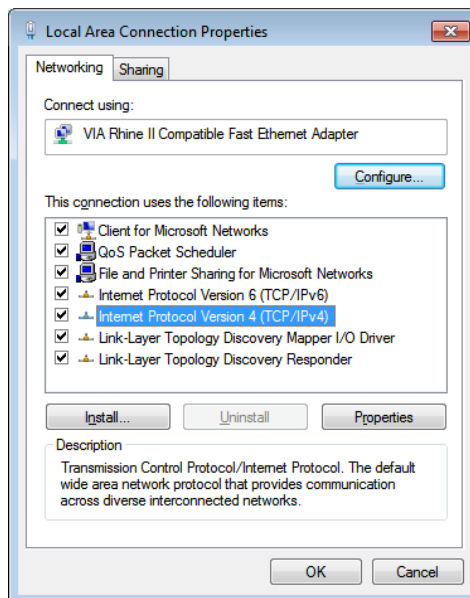 Local Area Connection Properties
Networking
Sharing
Connect using:
VIA Rhine II Compatible Fast Ethernet Adapter
Configure...
This connection uses the following items:
Client for Microsoft Networks
QoS Packet Scheduler
File and Printer Sharing for Microsoft Networks
Internet Protocol Version 6 (TCP/IPv6)
Internet Protocol Version 4 (TCP/IPv4)
Link-Layer Topology Discovery Mapper I/O Driver
Link-Layer Topology Discovery Responder
Install...
Uninstall
Properties
Description
Transmission Control Protocol/Internet Protocol. The default
wide area network protocol that provides communication
across diverse interconnected networks.
OK
Cancel